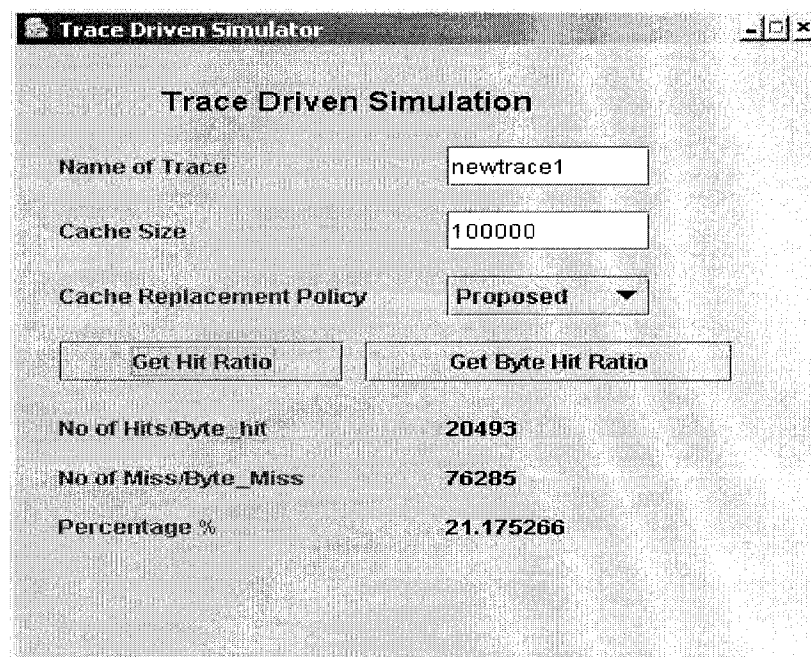 Trace Driven Simulator
Trace Driven Simulation
Name of Trace newtrace1
Cache Size 100000
Cache Replacement Policy Proposed
Get Hit Ratio Get Byte Hit Ratio
No of Hits/Byte_hit 20493
No of Miss/Byte_Miss 76285
Percentage % 21.175266